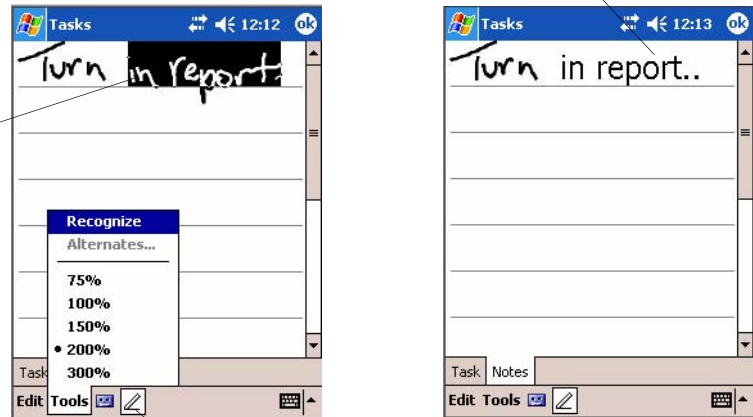 Tasks 12:12 ok
Turn in report.
Recognize
Alternates...
75%
100%
150%
200%
300%
Task
Edit Tools
Tasks 12:13 ok
Turn in report..
Task Notes
Edit Tools